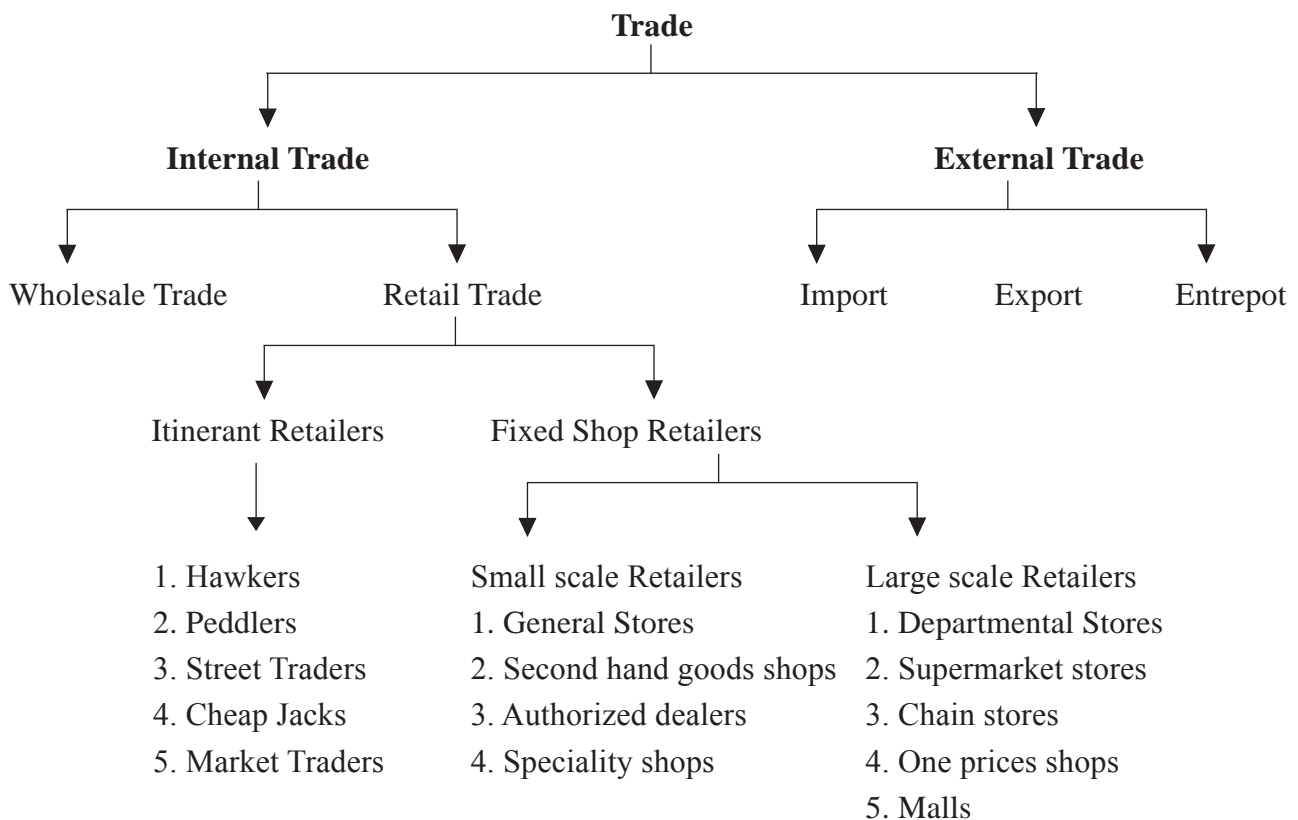 Trade
Internal Trade
External Trade
Wholesale Trade
Retail Trade
Import
Export
Entrepot
Itinerant Retailers
Fixed Shop Retailers
1. Hawkers
2. Peddlers
3. Street Traders
4. Cheap Jacks
5. Market Traders
Small scale Retailers
1. General Stores
2. Second hand goods shops
3. Authorized dealers
4. Speciality shops
Large scale Retailers
1. Departmental Stores
2. Supermarket stores
3. Chain stores
4. One prices shops
5. Malls